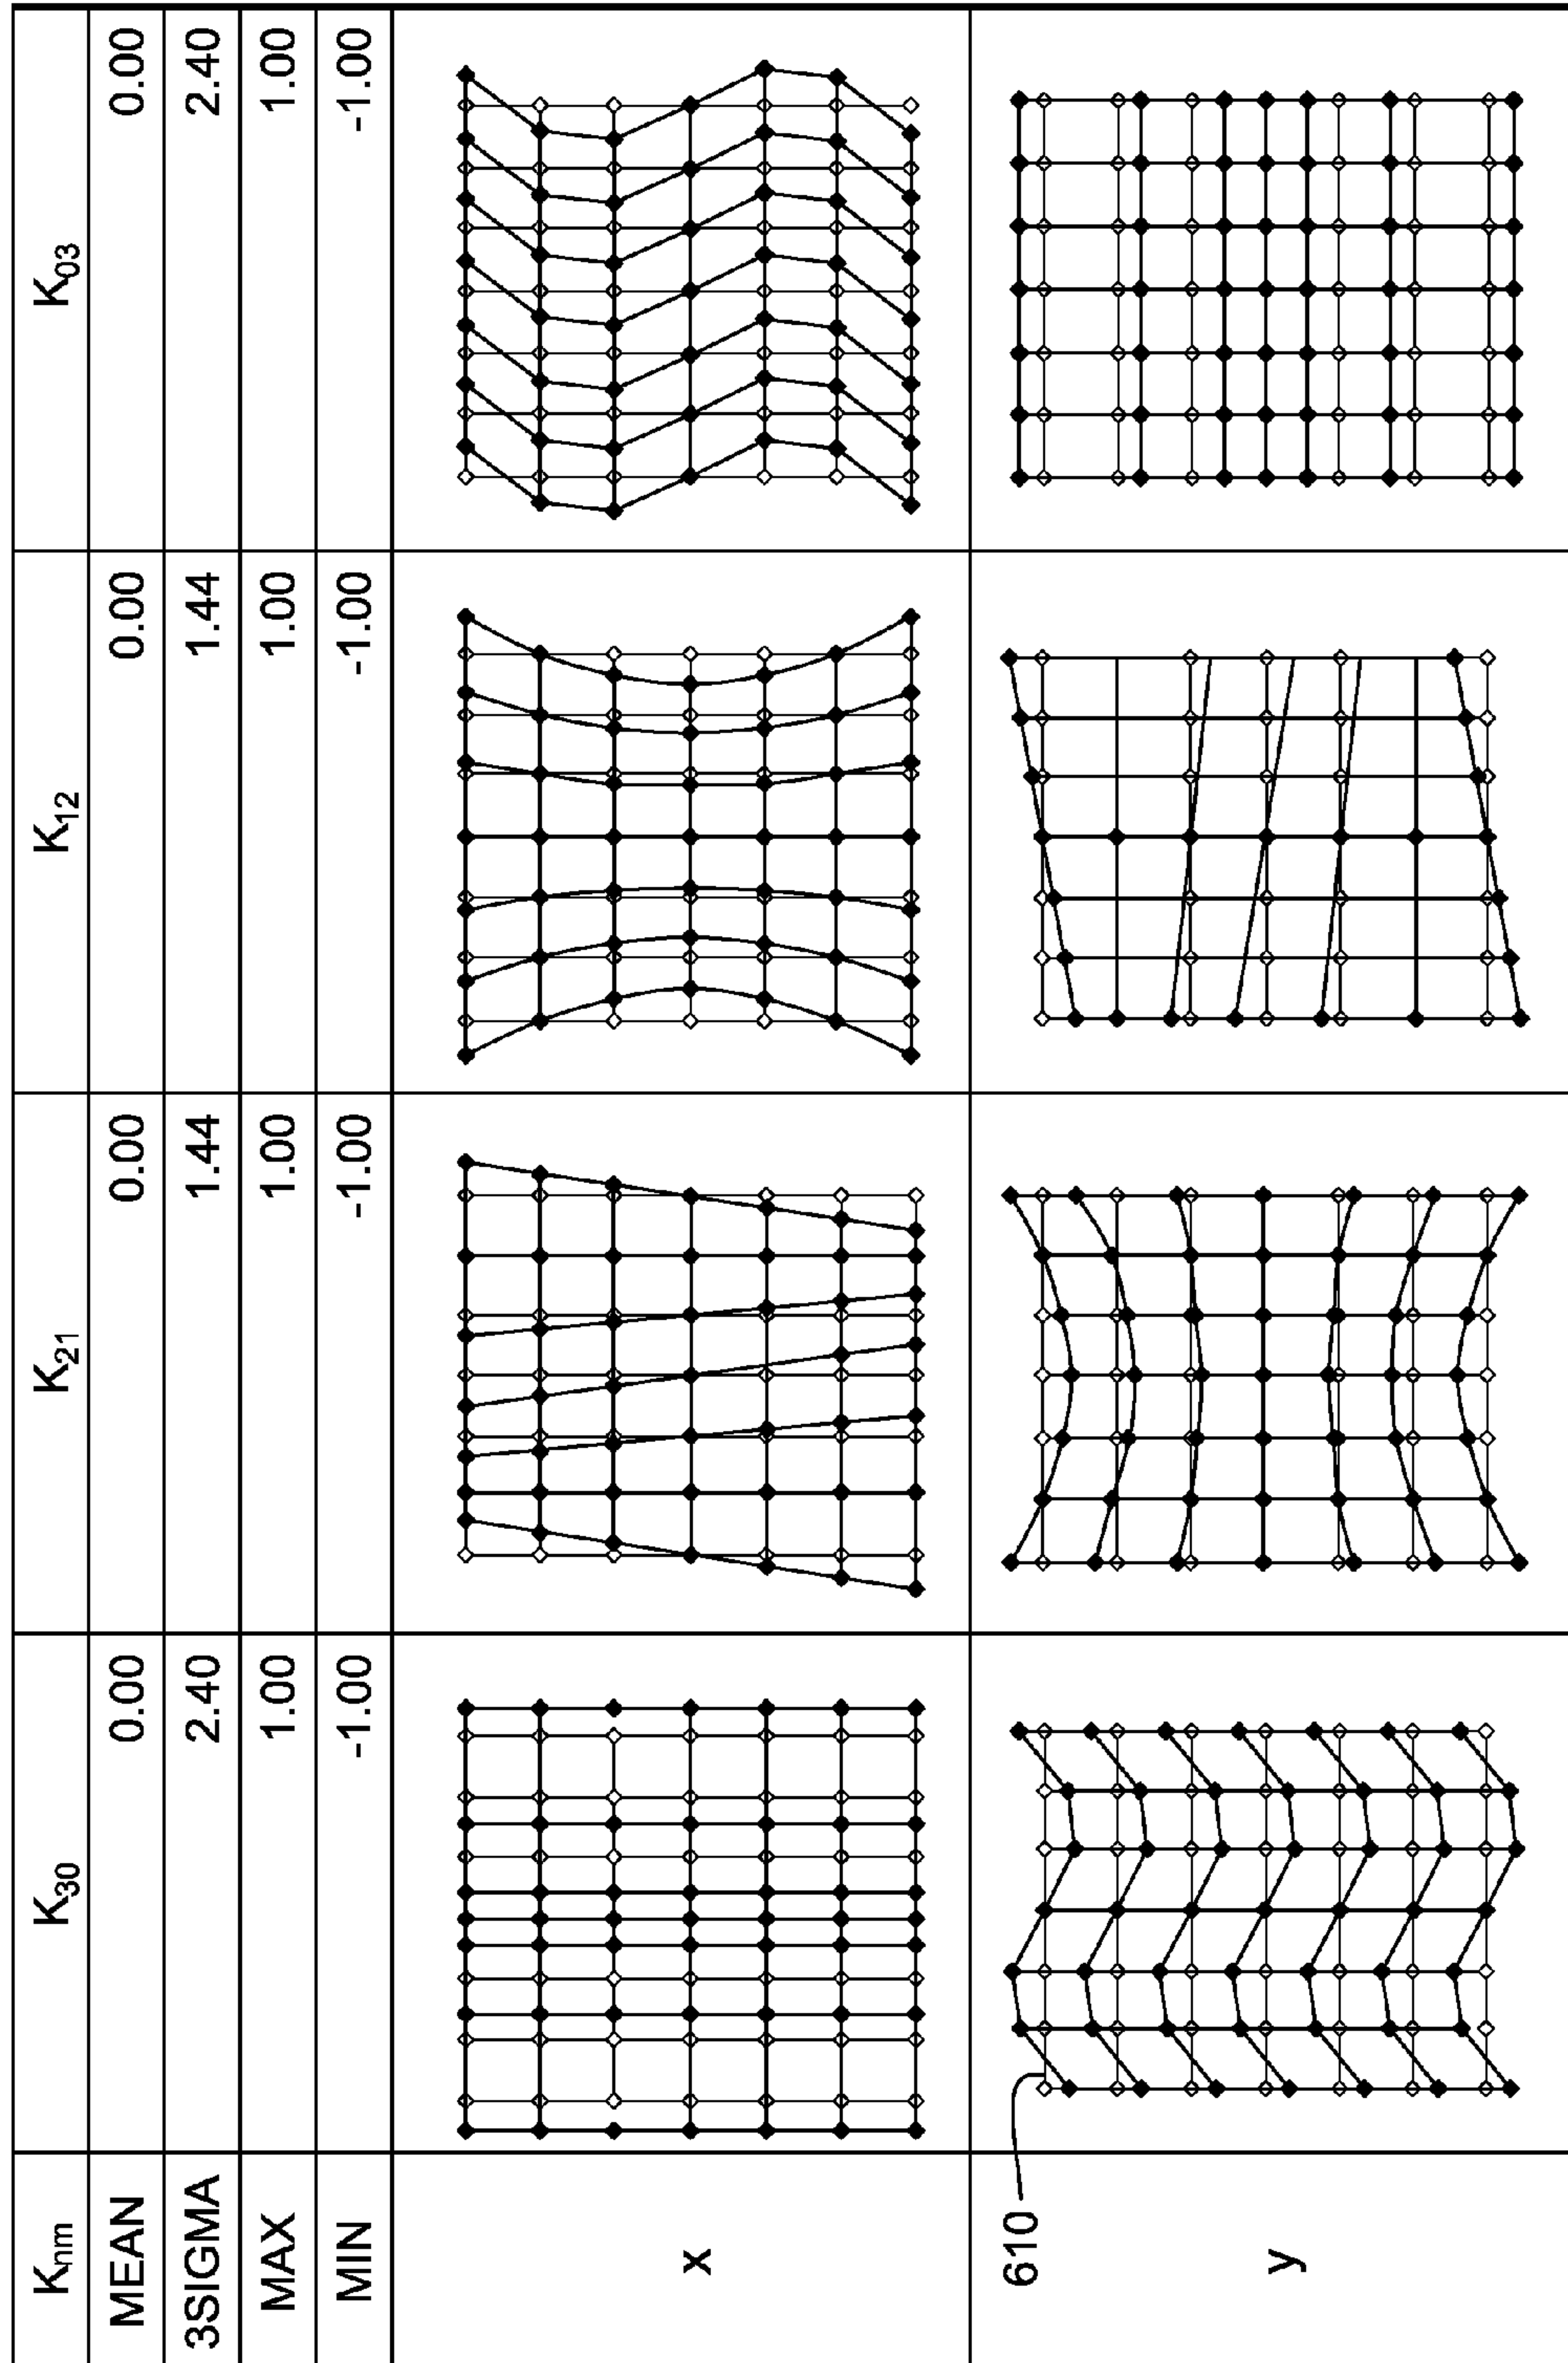 K_nm K_30 K_21 K_12 K_03
MEAN 0.00 0.00 0.00 0.00
3SIGMA 2.40 1.44 1.44 2.40
MAX 1.00 1.00 1.00 1.00
MIN -1.00 -1.00 -1.00 -1.00
x
610
y